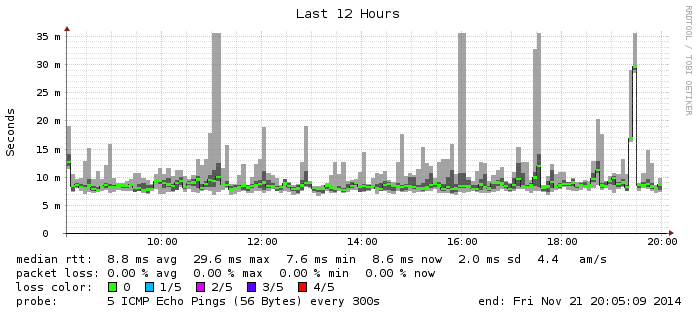 Last 12 Hours
RRDTOOL / TOBI OETIKER
Seconds
35 m
30 m
25 m
20 m
15 m
10 m
5 m
0
10:00 12:00 14:00 16:00 18:00 20:00
median rtt: 8.8 ms avg 29.6 ms max 7.6 ms min 8.6 ms now 2.0 ms sd 4.4 am/s
packet loss: 0.00 % avg 0.00 % max 0.00 % min 0.00 % now
loss color: 0 1/5 2/5 3/5 4/5
probe: 5 ICMP Echo Pings (56 Bytes) every 300s end: Fri Nov 21 20:05:09 2014